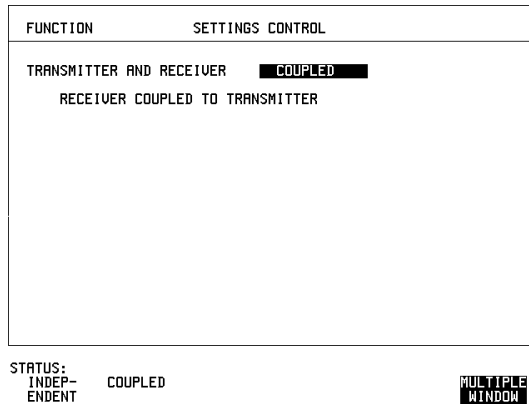 FUNCTION SETTINGS CONTROL
TRANSMITTER AND RECEIVER COUPLED
RECEIVER COUPLED TO TRANSMITTER
STATUS:
INDEP- COUPLED MULTIPLE
ENDENT WINDOW